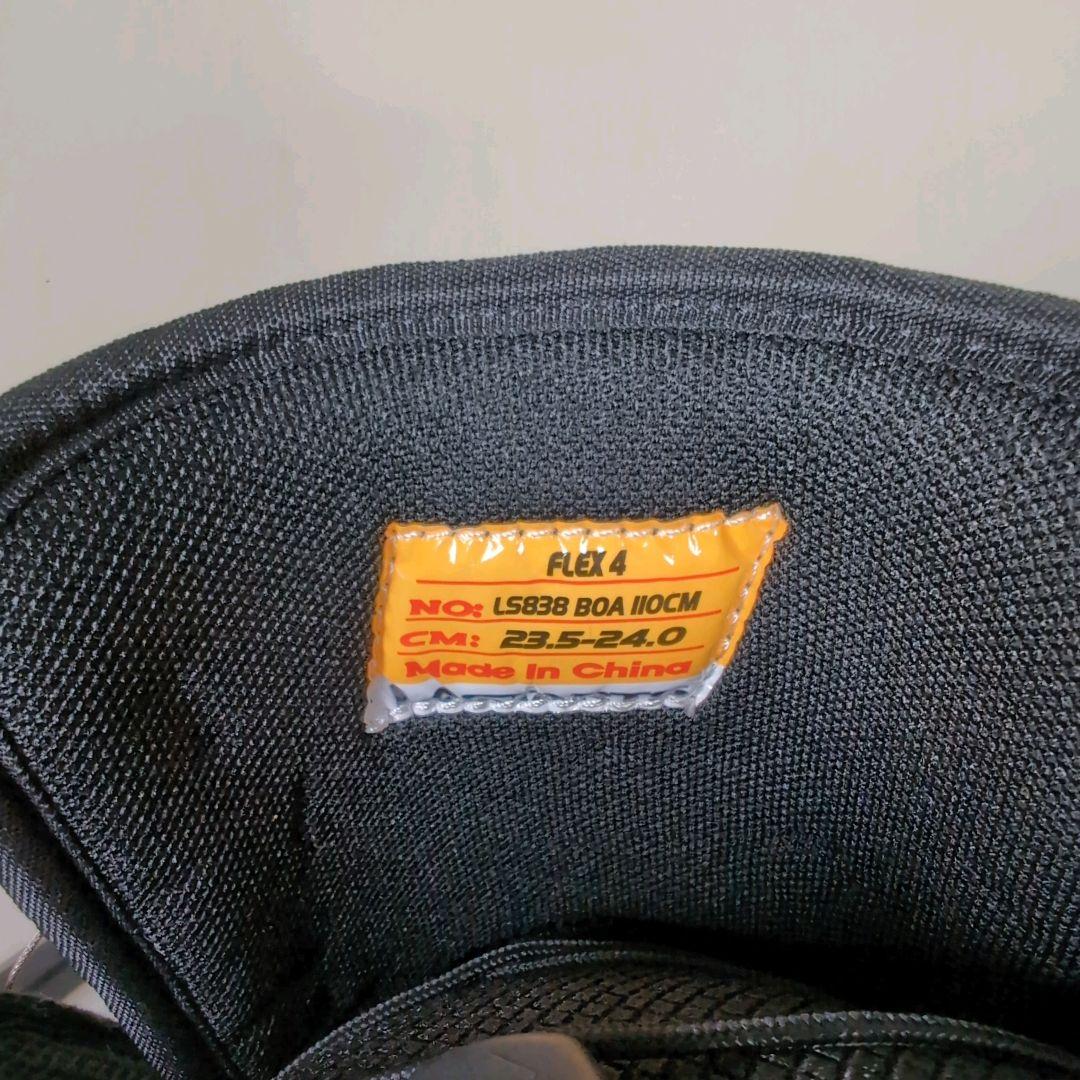 FLEX 4
NO: LS838 BOA 110CM
CM: 23.5-24.0
Made In China